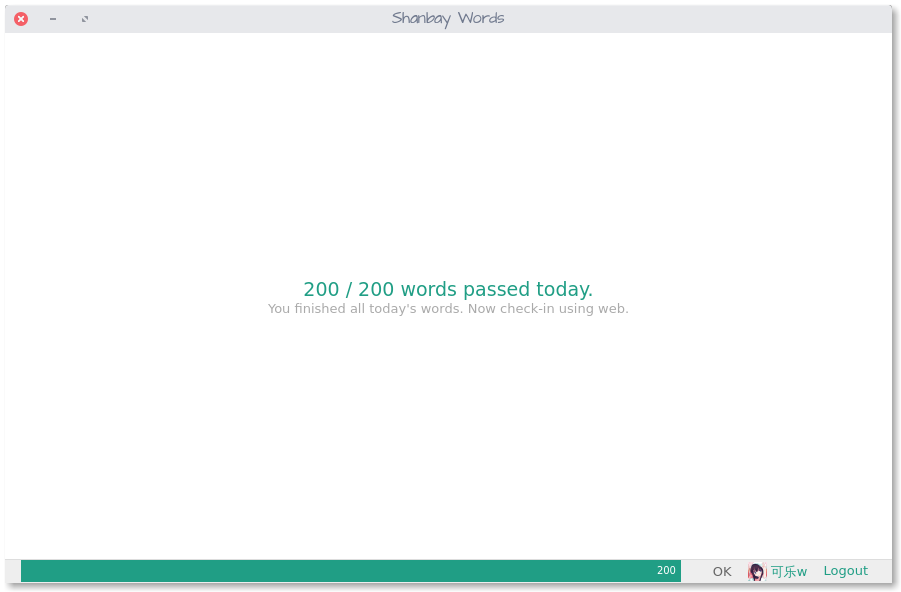 Shanbay Words
200 / 200 words passed today.
You finished all today's words. Now check-in using web.
200 OK 可乐w Logout